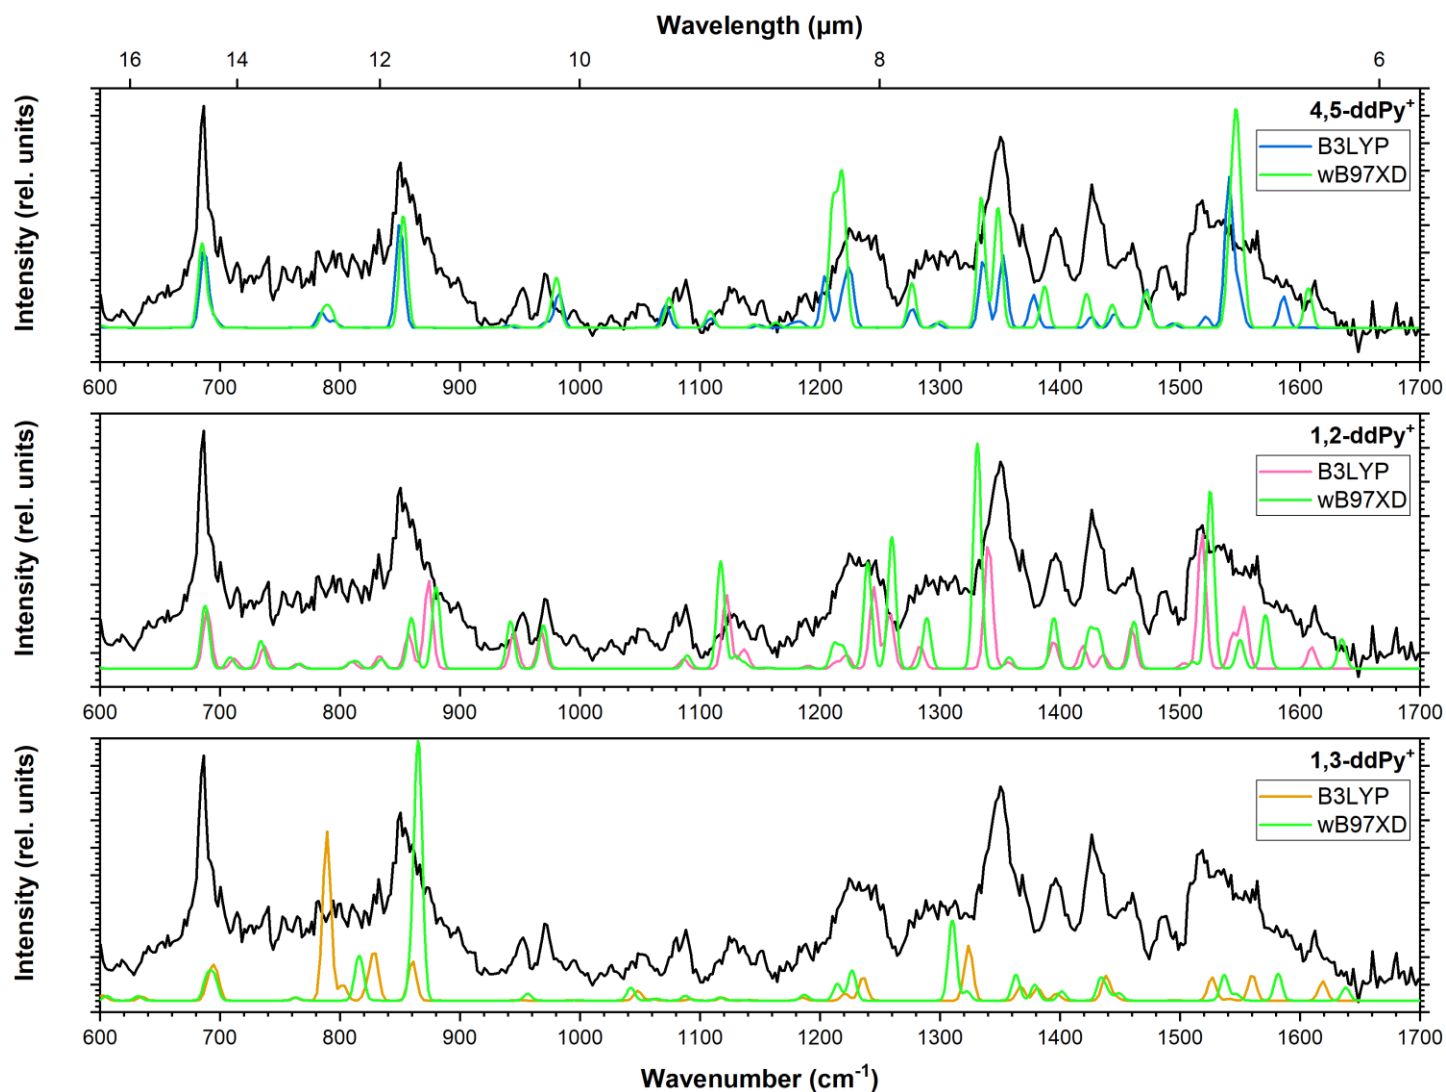 Wavelength (µm)
16 14 12 10 8 6
Intensity (rel. units)
4,5-ddPy⁺
B3LYP
wB97XD
600 700 800 900 1000 1100 1200 1300 1400 1500 1600 1700
Intensity (rel. units)
1,2-ddPy⁺
B3LYP
wB97XD
600 700 800 900 1000 1100 1200 1300 1400 1500 1600 1700
Intensity (rel. units)
1,3-ddPy⁺
B3LYP
wB97XD
600 700 800 900 1000 1100 1200 1300 1400 1500 1600 1700
Wavenumber (cm⁻¹)